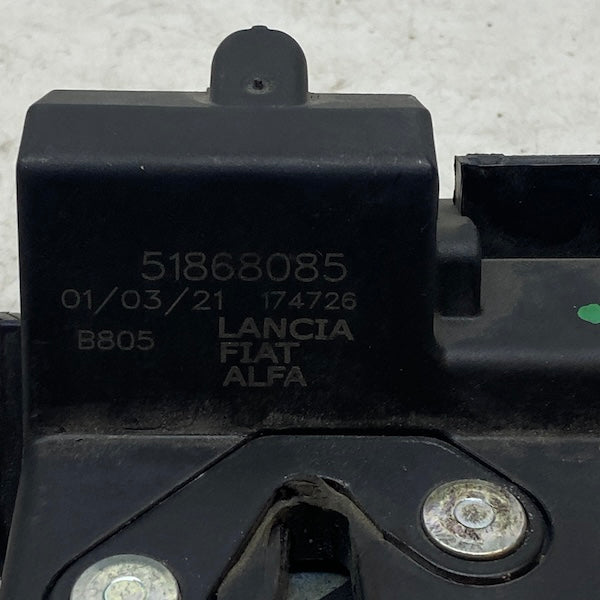 51868085
01/03/21 174726
B805 LANCIA
FIAT
ALFA